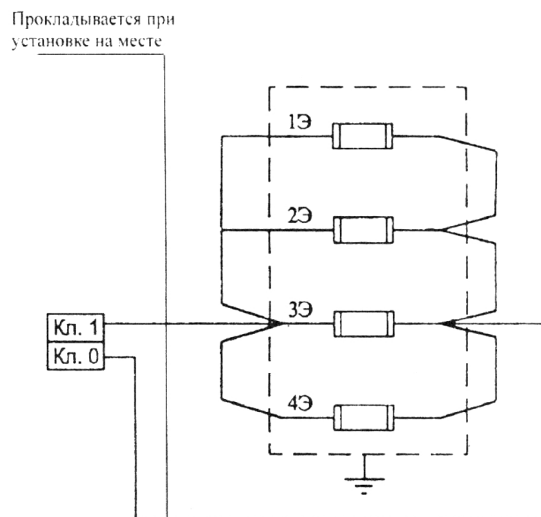 Прокладывается при
установке на месте
1Э
2Э
3Э
4Э
Кл. 1
Кл. 0